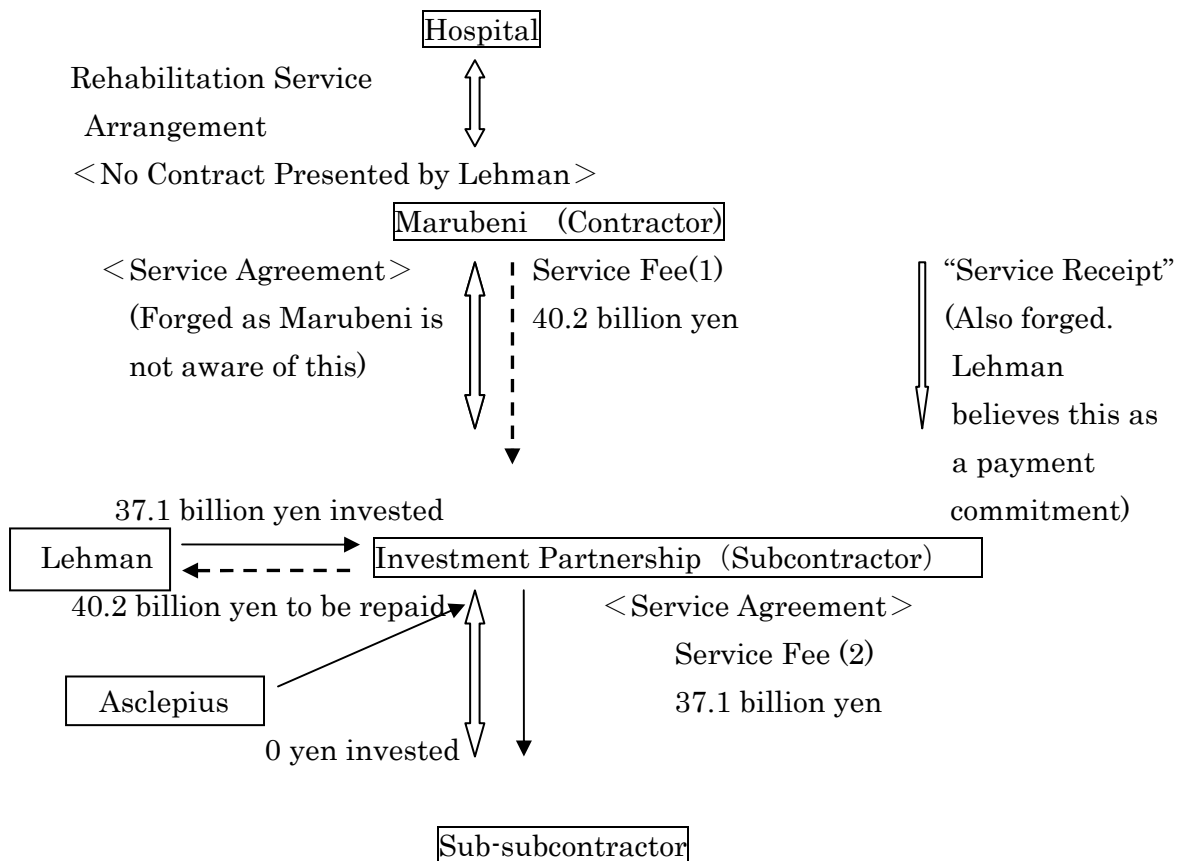 Hospital
Rehabilitation Service
Arrangement
＜No Contract Presented by Lehman＞
Marubeni (Contractor)
＜Service Agreement＞
(Forged as Marubeni is
not aware of this)
Service Fee(1)
40.2 billion yen
“Service Receipt”
(Also forged.
Lehman
believes this as
a payment
commitment)
37.1 billion yen invested
Lehman
Investment Partnership（Subcontractor）
40.2 billion yen to be repaid
＜Service Agreement＞
Service Fee (2)
37.1 billion yen
Asclepius
0 yen invested
Sub-subcontractor